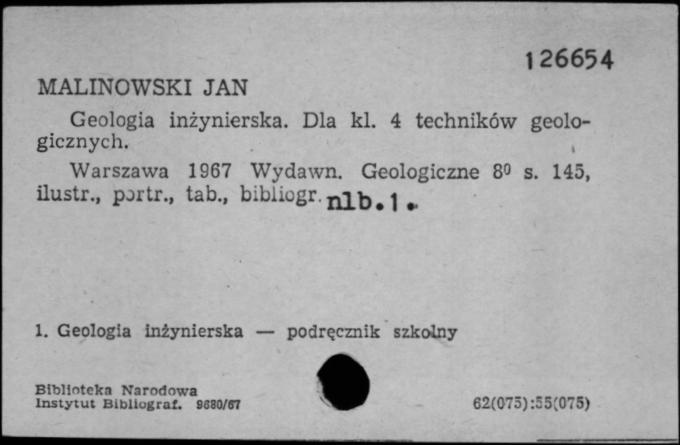 126654
MALINOWSKI JAN
Geologia inżynierska. Dla kl. 4 techników geolo-
gicznych.
Warszawa 1967 Wydawn. Geologiczne 8⁰ s. 145,
ilustr., portr., tab., bibliogr. nlb.1.
1. Geologia inżynierska — podręcznik szkolny
Biblioteka Narodowa
Instytut Bibliograf. 9680/67
62(075):55(075)